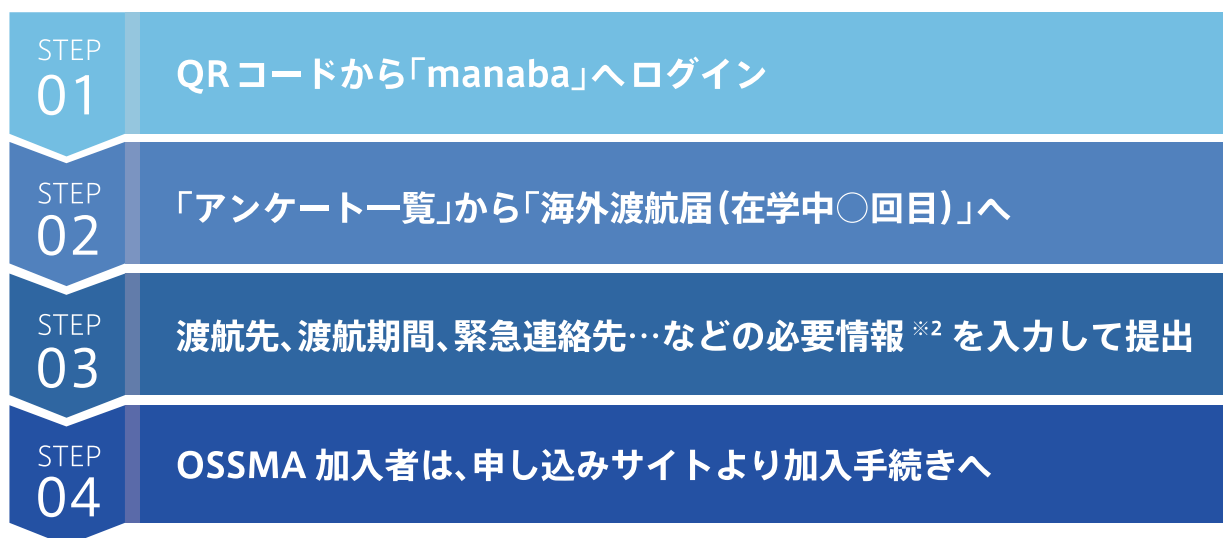 STEP
01
QRコードから「manaba」へログイン
STEP
02
「アンケート一覧」から「海外渡航届(在学中○回目)」へ
STEP
03
渡航先、渡航期間、緊急連絡先…などの必要情報※2 を入力して提出
STEP
04
OSSMA 加入者は、申し込みサイトより加入手続きへ